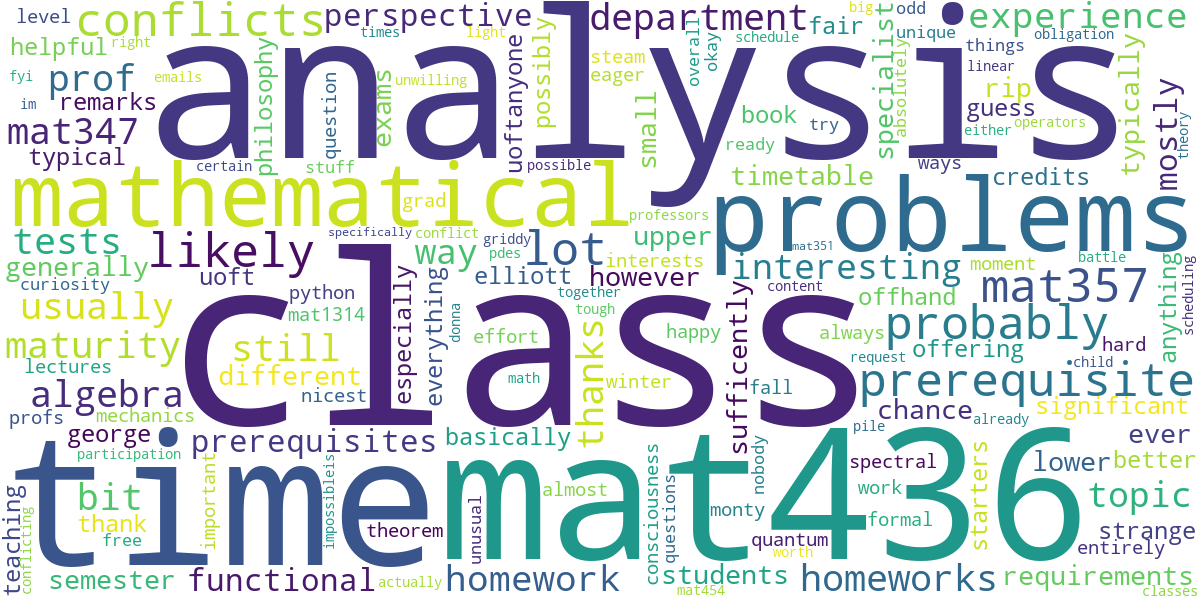 level
conflicts
perspective
times
department
fair
big
odd
experience
helpful
right
light
schedule
unique
obligation
fyi
prof
emails
analysis
unwilling
steam
eager
overall
okay
things
linear
im
remarks
philosophy
question
exams
uoftanyone
possibly
small
book
try
specialist
absolutely
rip
guess
typically
mostly
theory
mat347
typical
certain
stuff
possible
ready
either
operators
ways
mathematical
grad
timetable
credits
professors
problems
tests
likely
specifically
conflict
way
griddy
pdes
lot
upper
interests
mat351
battle
generally
curiosity
uoft
elliott
however
interesting
moment
anything
scheduling
python
mat1314
especially
everything
donna
together
content
offhand
mat357
usually
class
effort
tough
thanks
happy
sufficiently
always
probably
maturity
still
offering
hard
lectures
different
math
request
child
algebra
nicest
winter
fall
prerequisite
profs
mechanics
chance
already
significant
george
prerequisites
basically
pile
ever
participation
time
mat436
spectral
lower
better
teaching
conflicting
bit
thank
free
important
impossibleis
theorem
unusual
almost
consciousness
questions
monty
nobody
work
formal
starters
topic
strange
quantum
worth
entirely
semester
functional
actually
homework
students
mat454
homeworks
requirements
classes